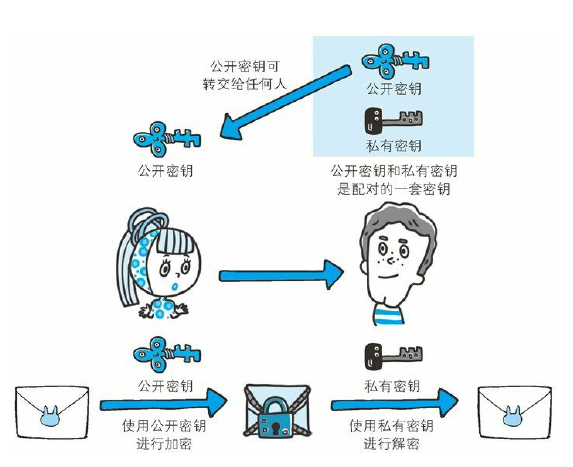 公开密钥可
转交给任何人
公开密钥
私有密钥
公开密钥
公开密钥和私有密钥
是配对的一套密钥
公开密钥
私有密钥
使用公开密钥
进行加密
使用私有密钥
进行解密